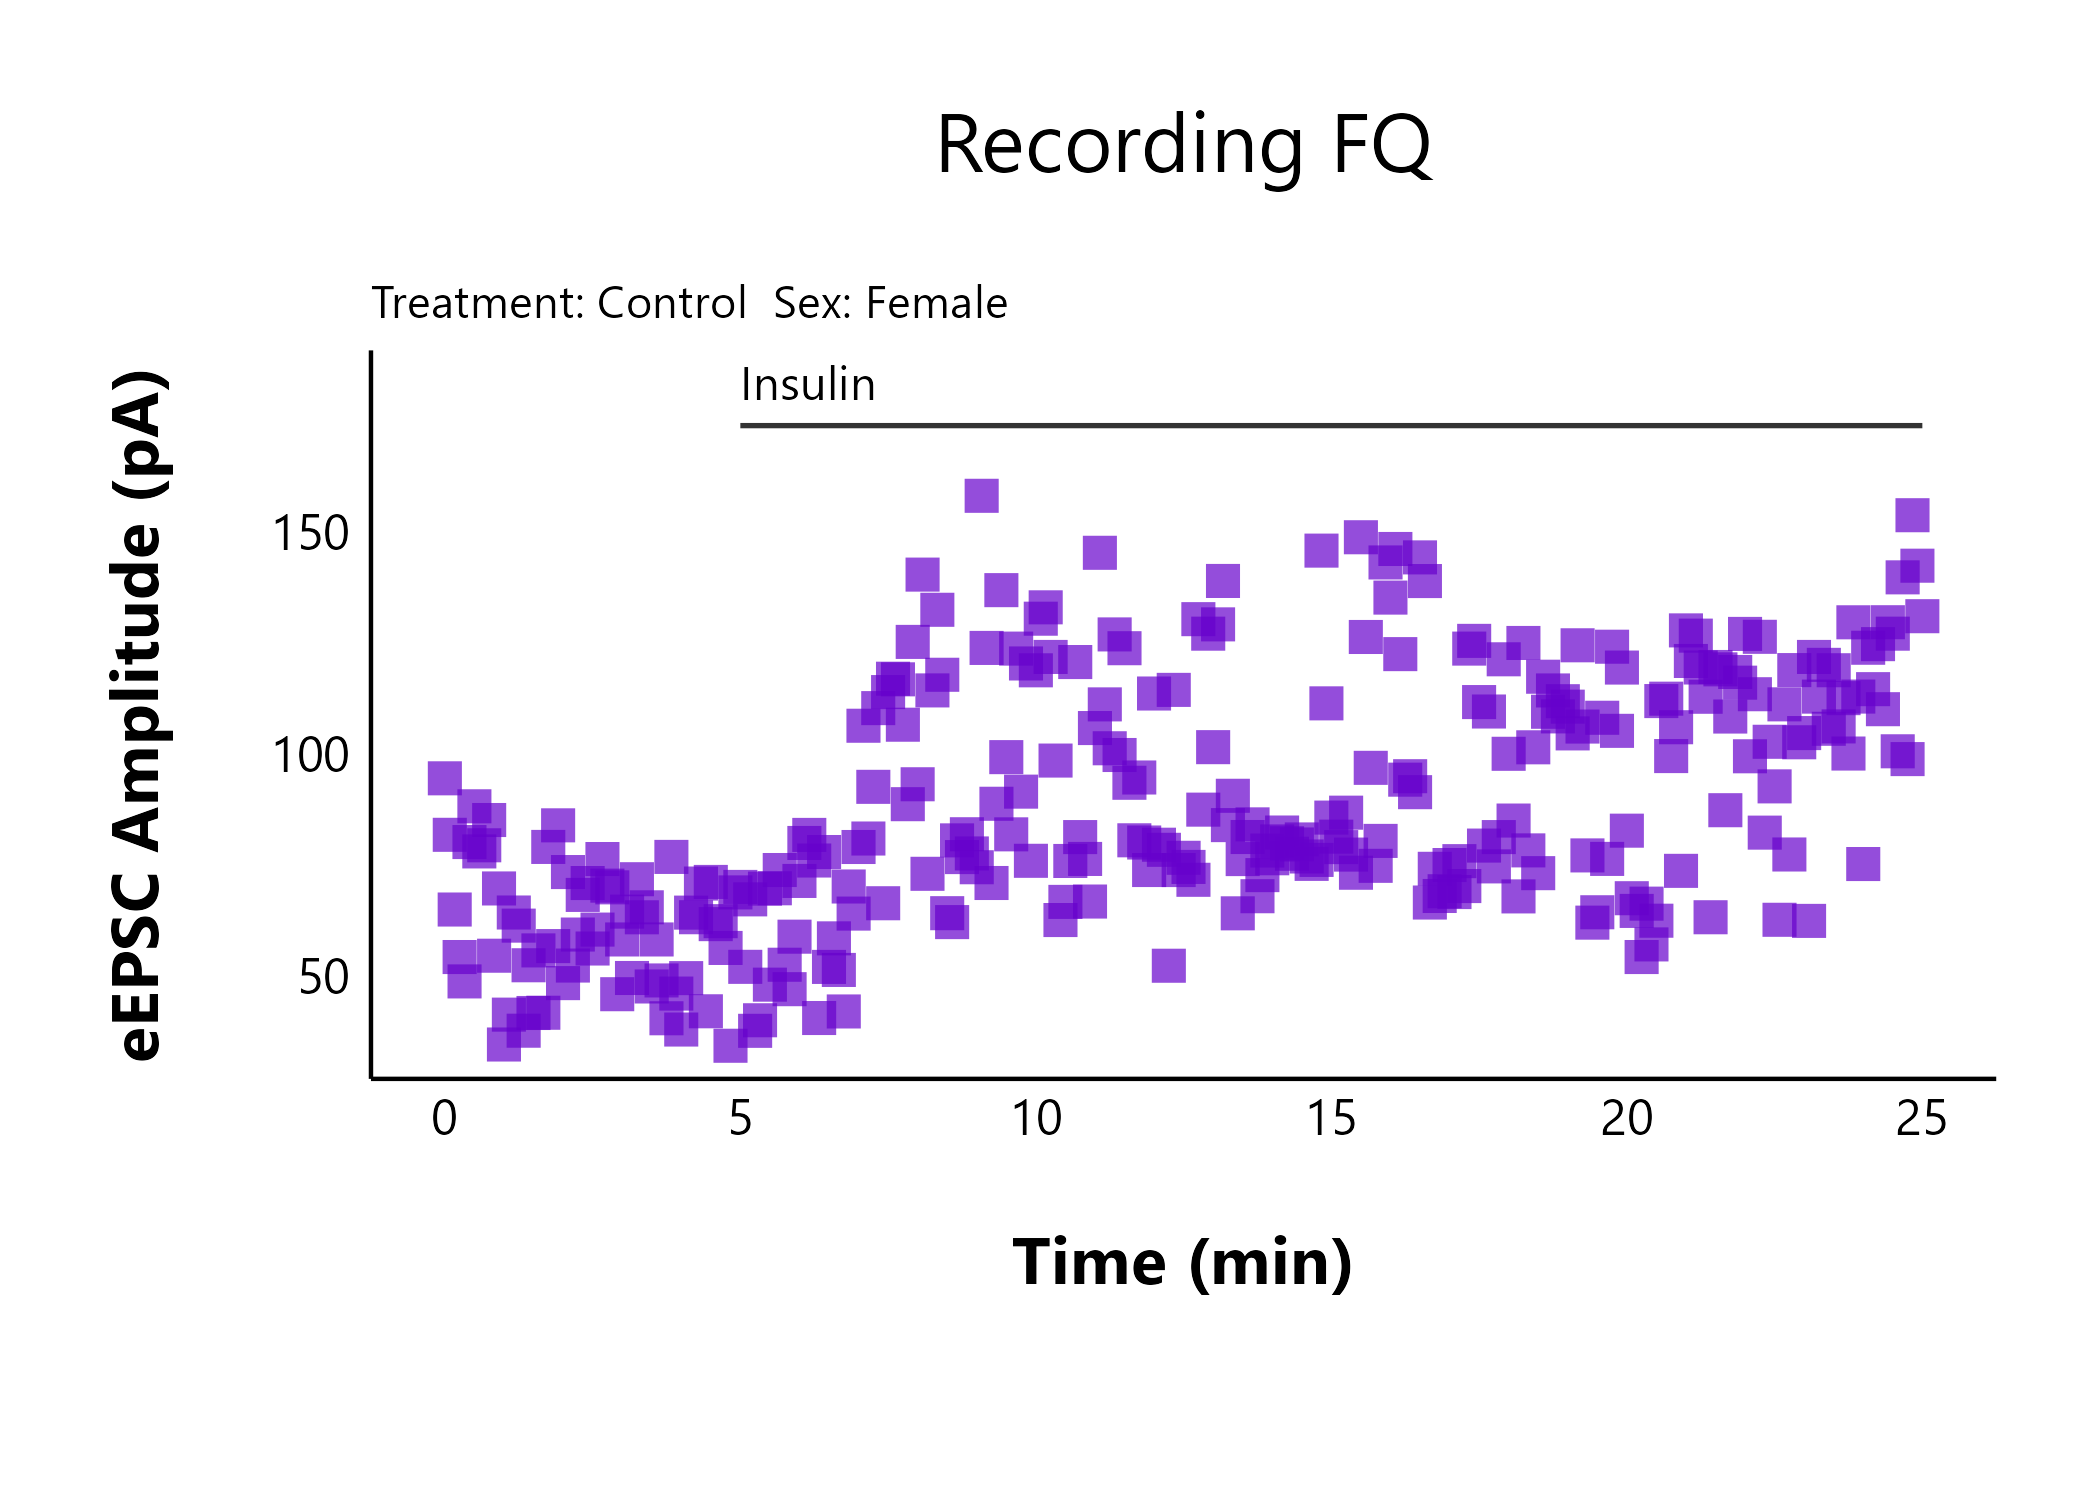 Recording FQ
Treatment: Control  Sex: Female
Insulin
eEPSC Amplitude (pA)
150
100
50
0 5 10 15 20 25
Time (min)